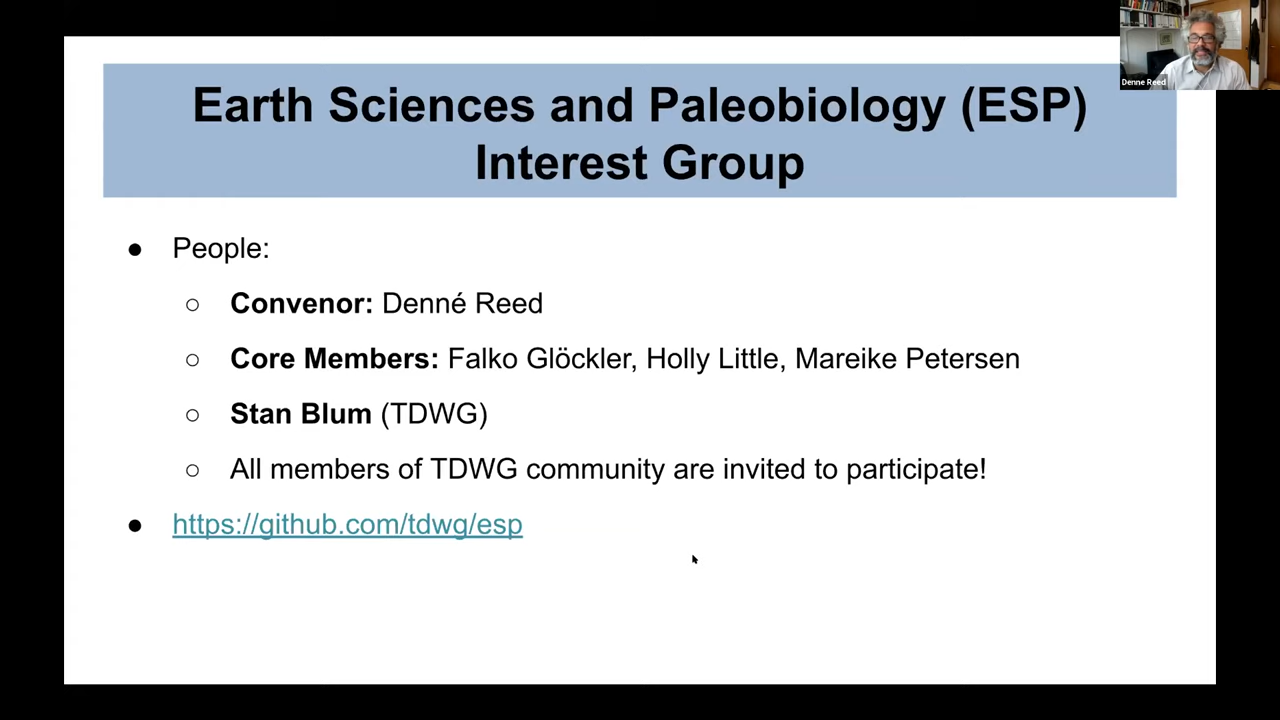 Earth Sciences and Paleobiology (ESP)
Interest Group
● People:
○ Convenor: Denné Reed
○ Core Members: Falko Glöckler, Holly Little, Mareike Petersen
○ Stan Blum (TDWG)
○ All members of TDWG community are invited to participate!
● https://github.com/tdwg/esp
Denne Reed